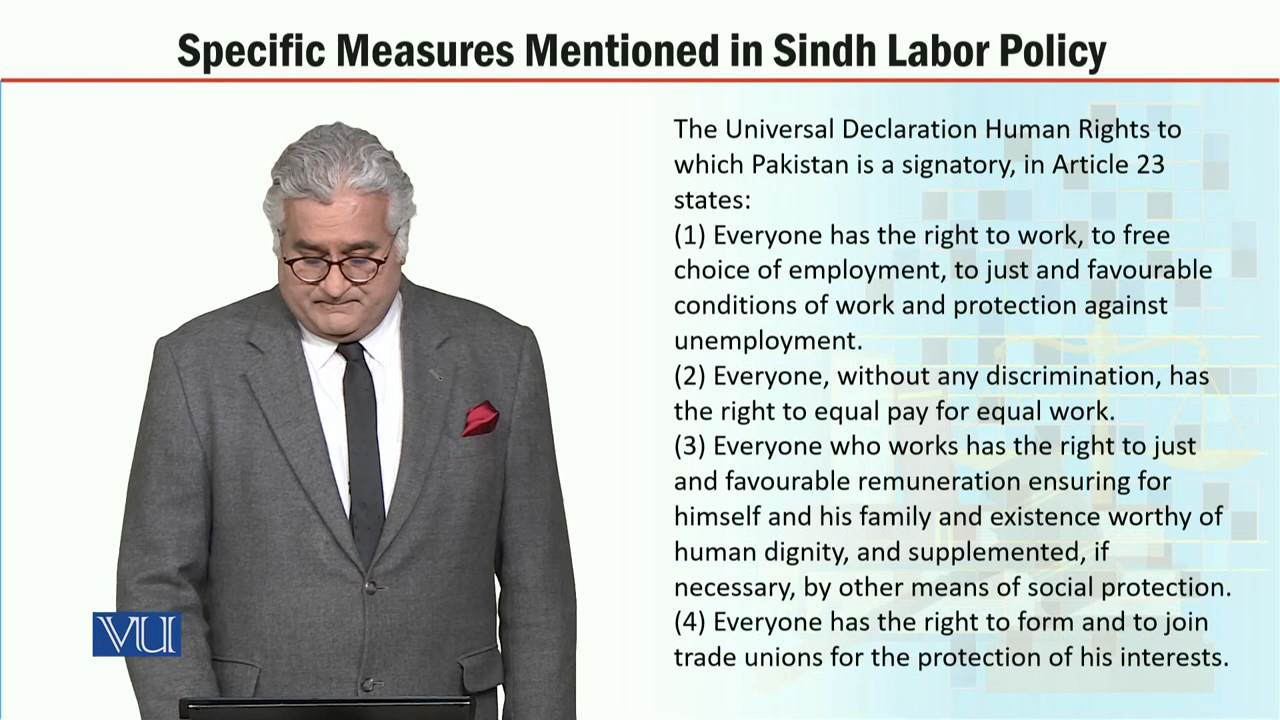 Specific Measures Mentioned in Sindh Labor Policy
The Universal Declaration Human Rights to
which Pakistan is a signatory, in Article 23
states:
(1) Everyone has the right to work, to free
choice of employment, to just and favourable
conditions of work and protection against
unemployment.
(2) Everyone, without any discrimination, has
the right to equal pay for equal work.
(3) Everyone who works has the right to just
and favourable remuneration ensuring for
himself and his family and existence worthy of
human dignity, and supplemented, if
necessary, by other means of social protection.
(4) Everyone has the right to form and to join
trade unions for the protection of his interests.
VU